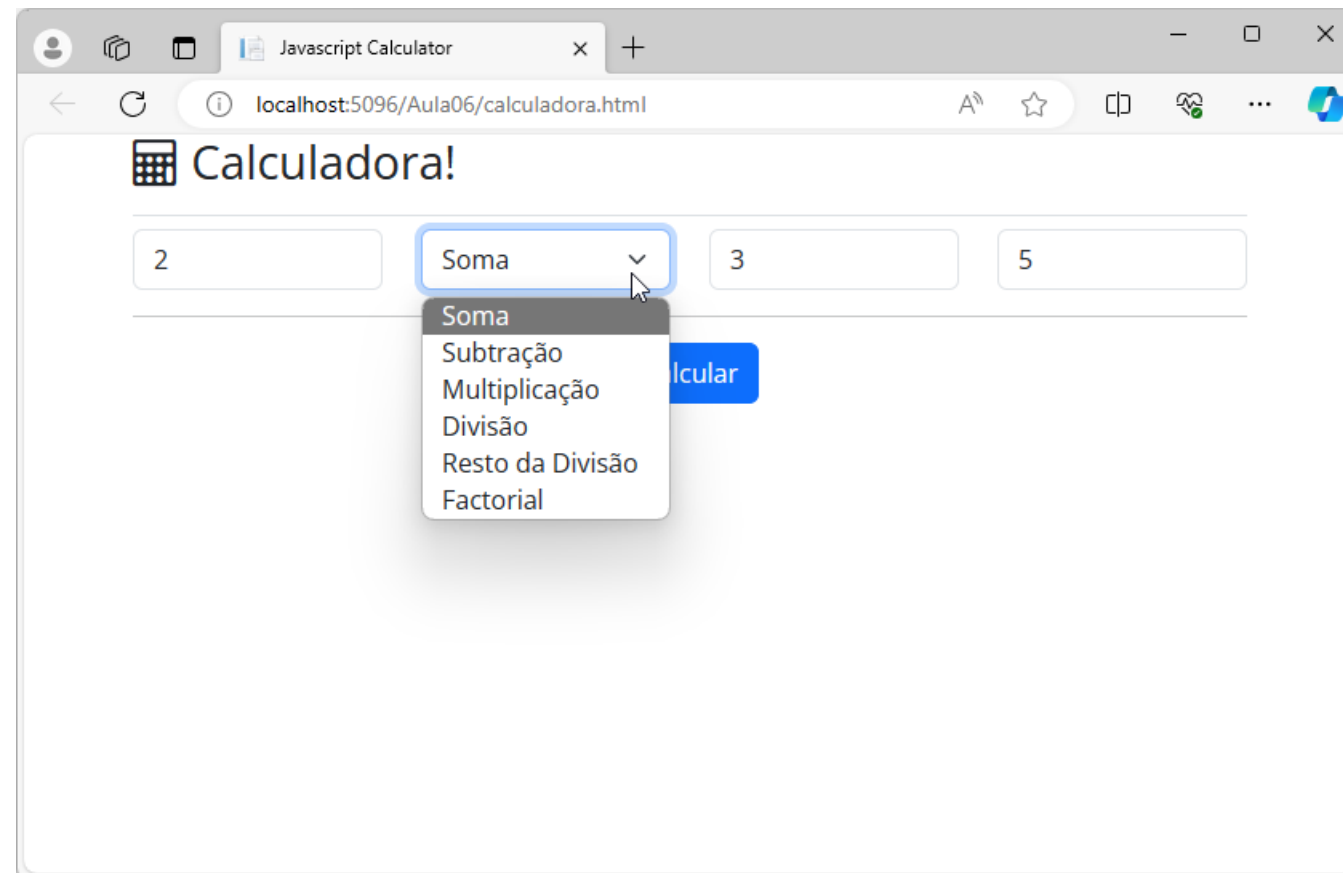 Javascript Calculator
localhost:5096/Aula06/calculadora.html
Calculadora!
2 Soma 3 5
Soma
Subtração
lcular
Multiplicação
Divisão
Resto da Divisão
Factorial